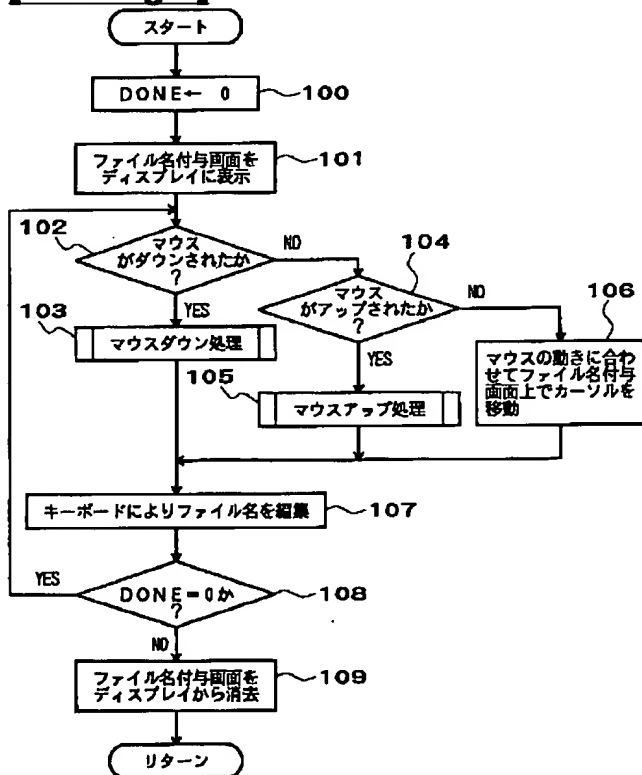 スタート
DONE← 0
100
ファイル名付与画面を
ディスプレイに表示
101
102
マウス
がダウンされたか
?
NO
YES
103
マウスダウン処理
104
マウス
がアップされたか
?
NO
YES
105
マウスアップ処理
106
マウスの動きに合わ
せてファイル名付与
画面上でカーソルを
移動
キーボードによりファイル名を編集
107
YES
DONE=0か
?
108
NO
ファイル名付与画面を
ディスプレイから消去
109
リターン